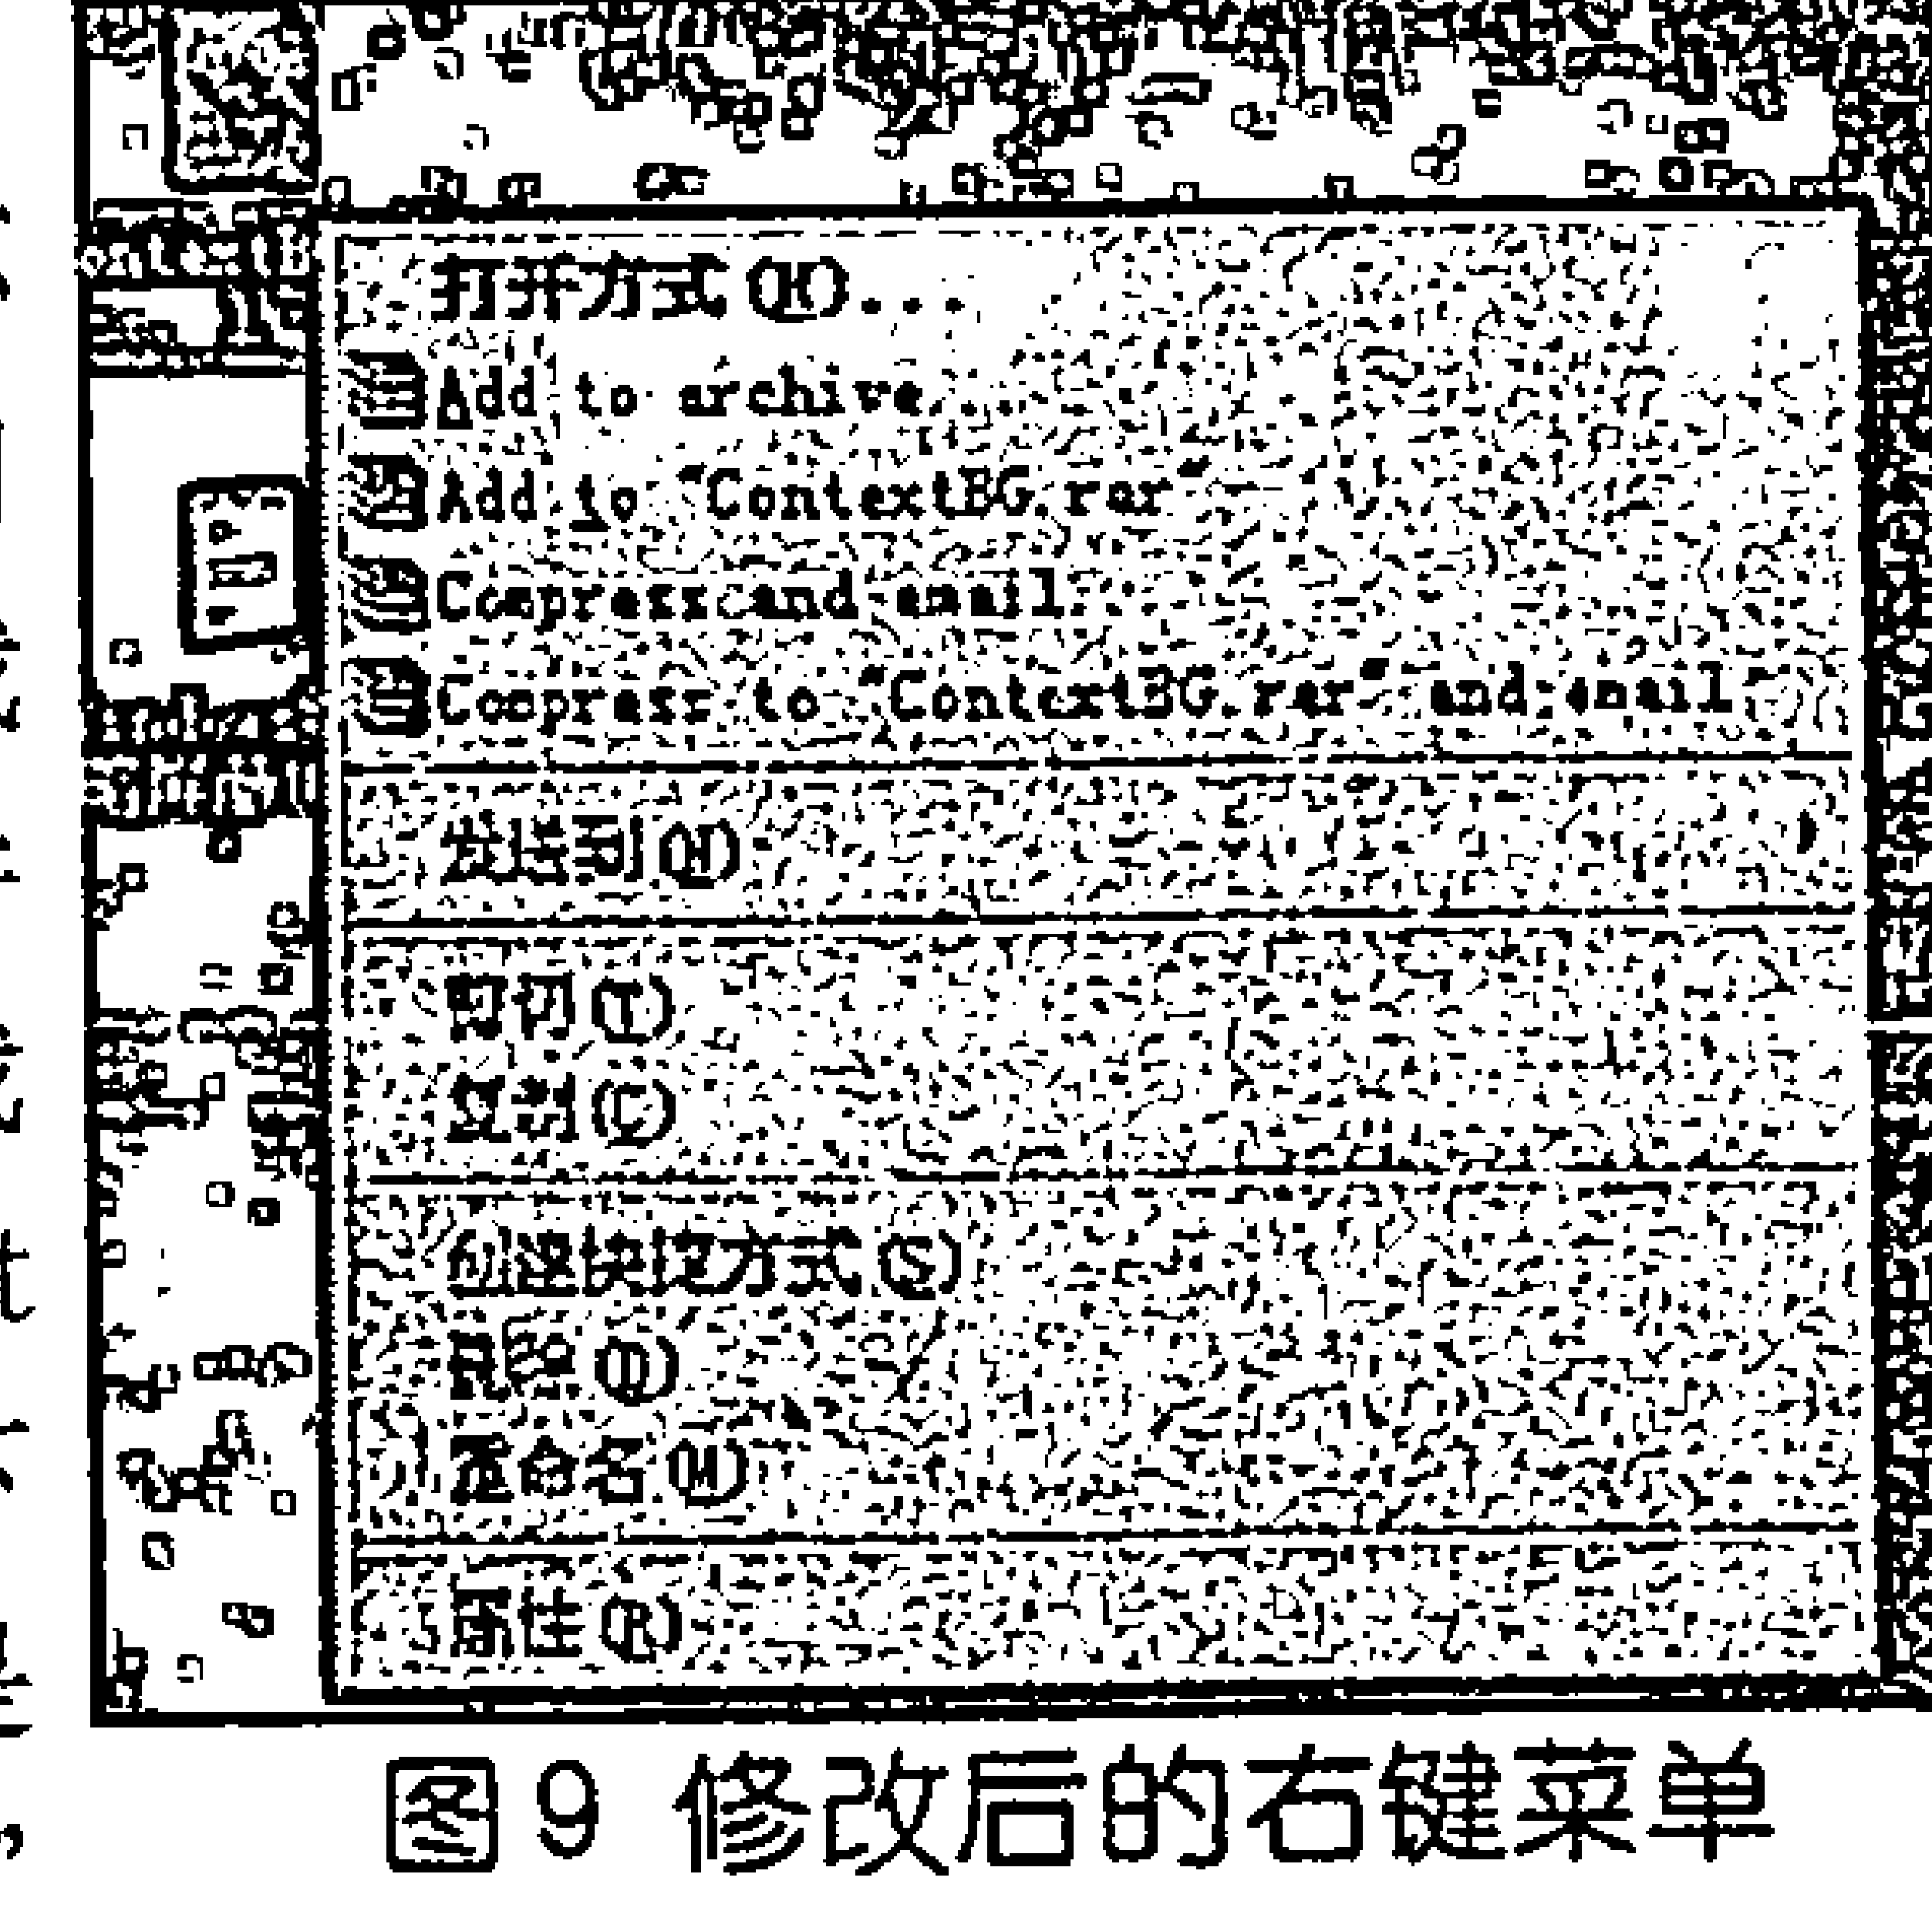 打开方式(H)...
Add to archive...
Add to "ContextBG.rar"
Compress and email...
Compress to "ContextBG.rar" and email
发送到(N)
剪切(T)
复制(C)
创建快捷方式(S)
删除(D)
重命名(M)
属性(R)
图9 修改后的右键菜单